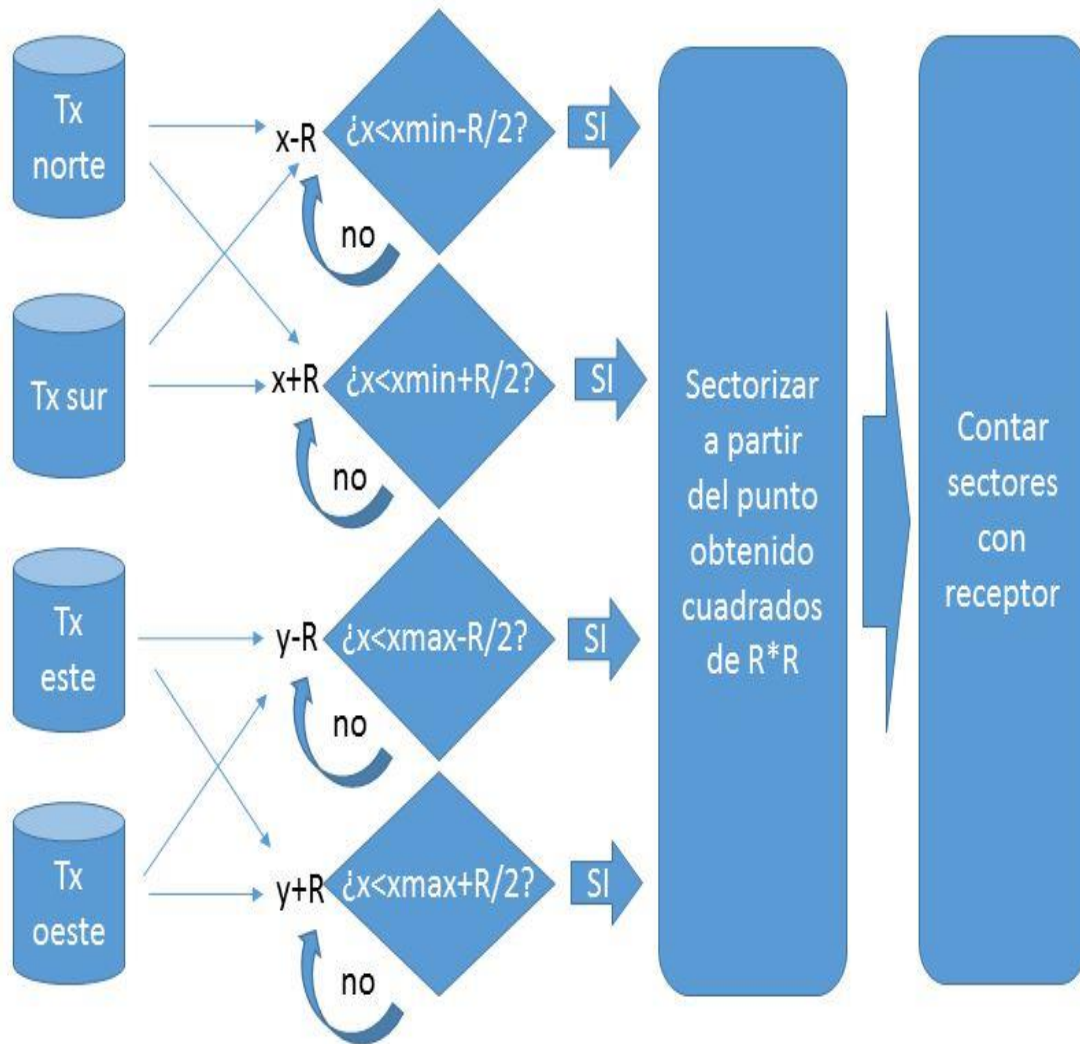 Tx
norte
x-R
¿x<xmin-R/2?
SI
no
Tx sur
x+R
¿x<xmin+R/2?
SI
no
Tx
este
y-R
¿x<xmax-R/2?
SI
no
Tx
oeste
y+R
¿x<xmax+R/2?
SI
no
Sectorizar
a partir
del punto
obtenido
cuadrados
de R*R
Contar
sectores
con
receptor